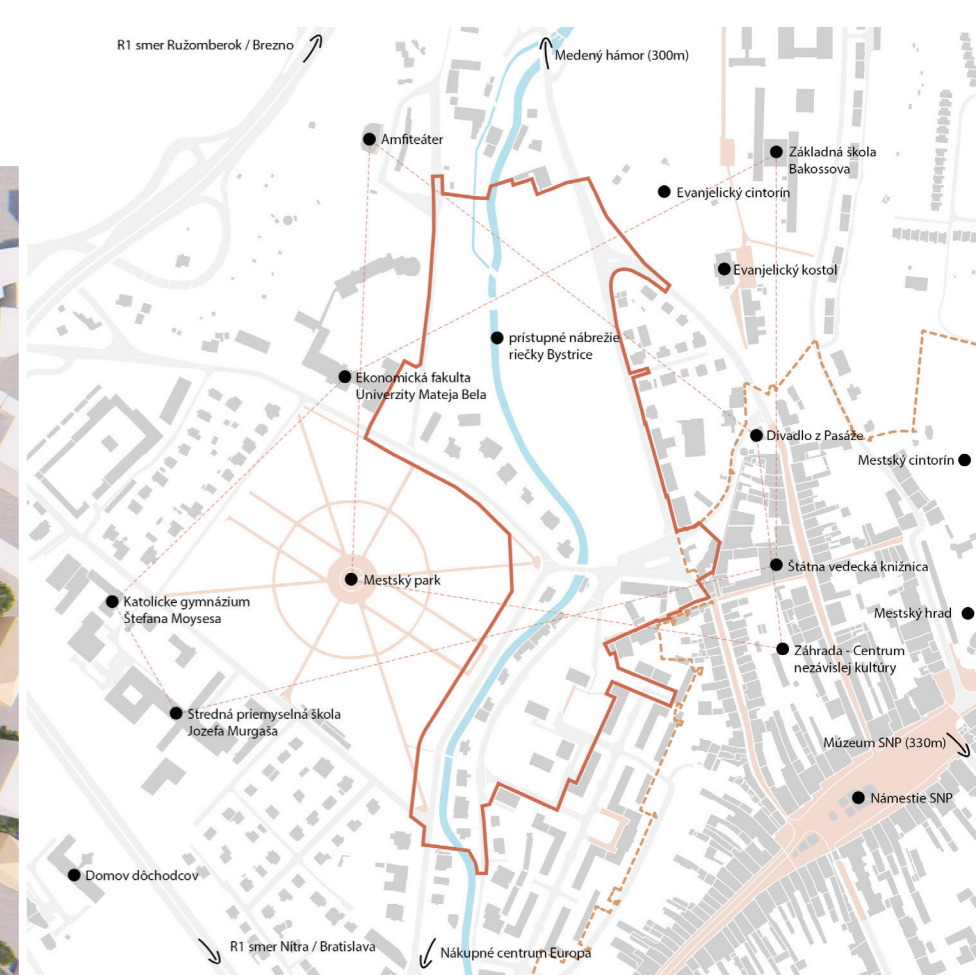 R1 smer Ružomberok / Brezno
Medený hámor (300m)
Amfiteáter
Základná škola
Bakossova
Evanjelický cintorín
Evanjelický kostol
prístupné nábrežie
riečky Bystrice
Ekonomická fakulta
Univerzity Mateja Bela
Divadlo z Pasáže
Mestský cintorín
Štátna vedecká knižnica
Mestský park
Katolícke gymnázium
Štefana Moysesa
Mestský hrad
Záhrada - Centrum
nezávislej kultúry
Stredná priemyselná škola
Jozefa Murgaša
Múzeum SNP (330m)
Námestie SNP
Domov dôchodcov
R1 smer Nitra / Bratislava
Nákupné centrum Europa